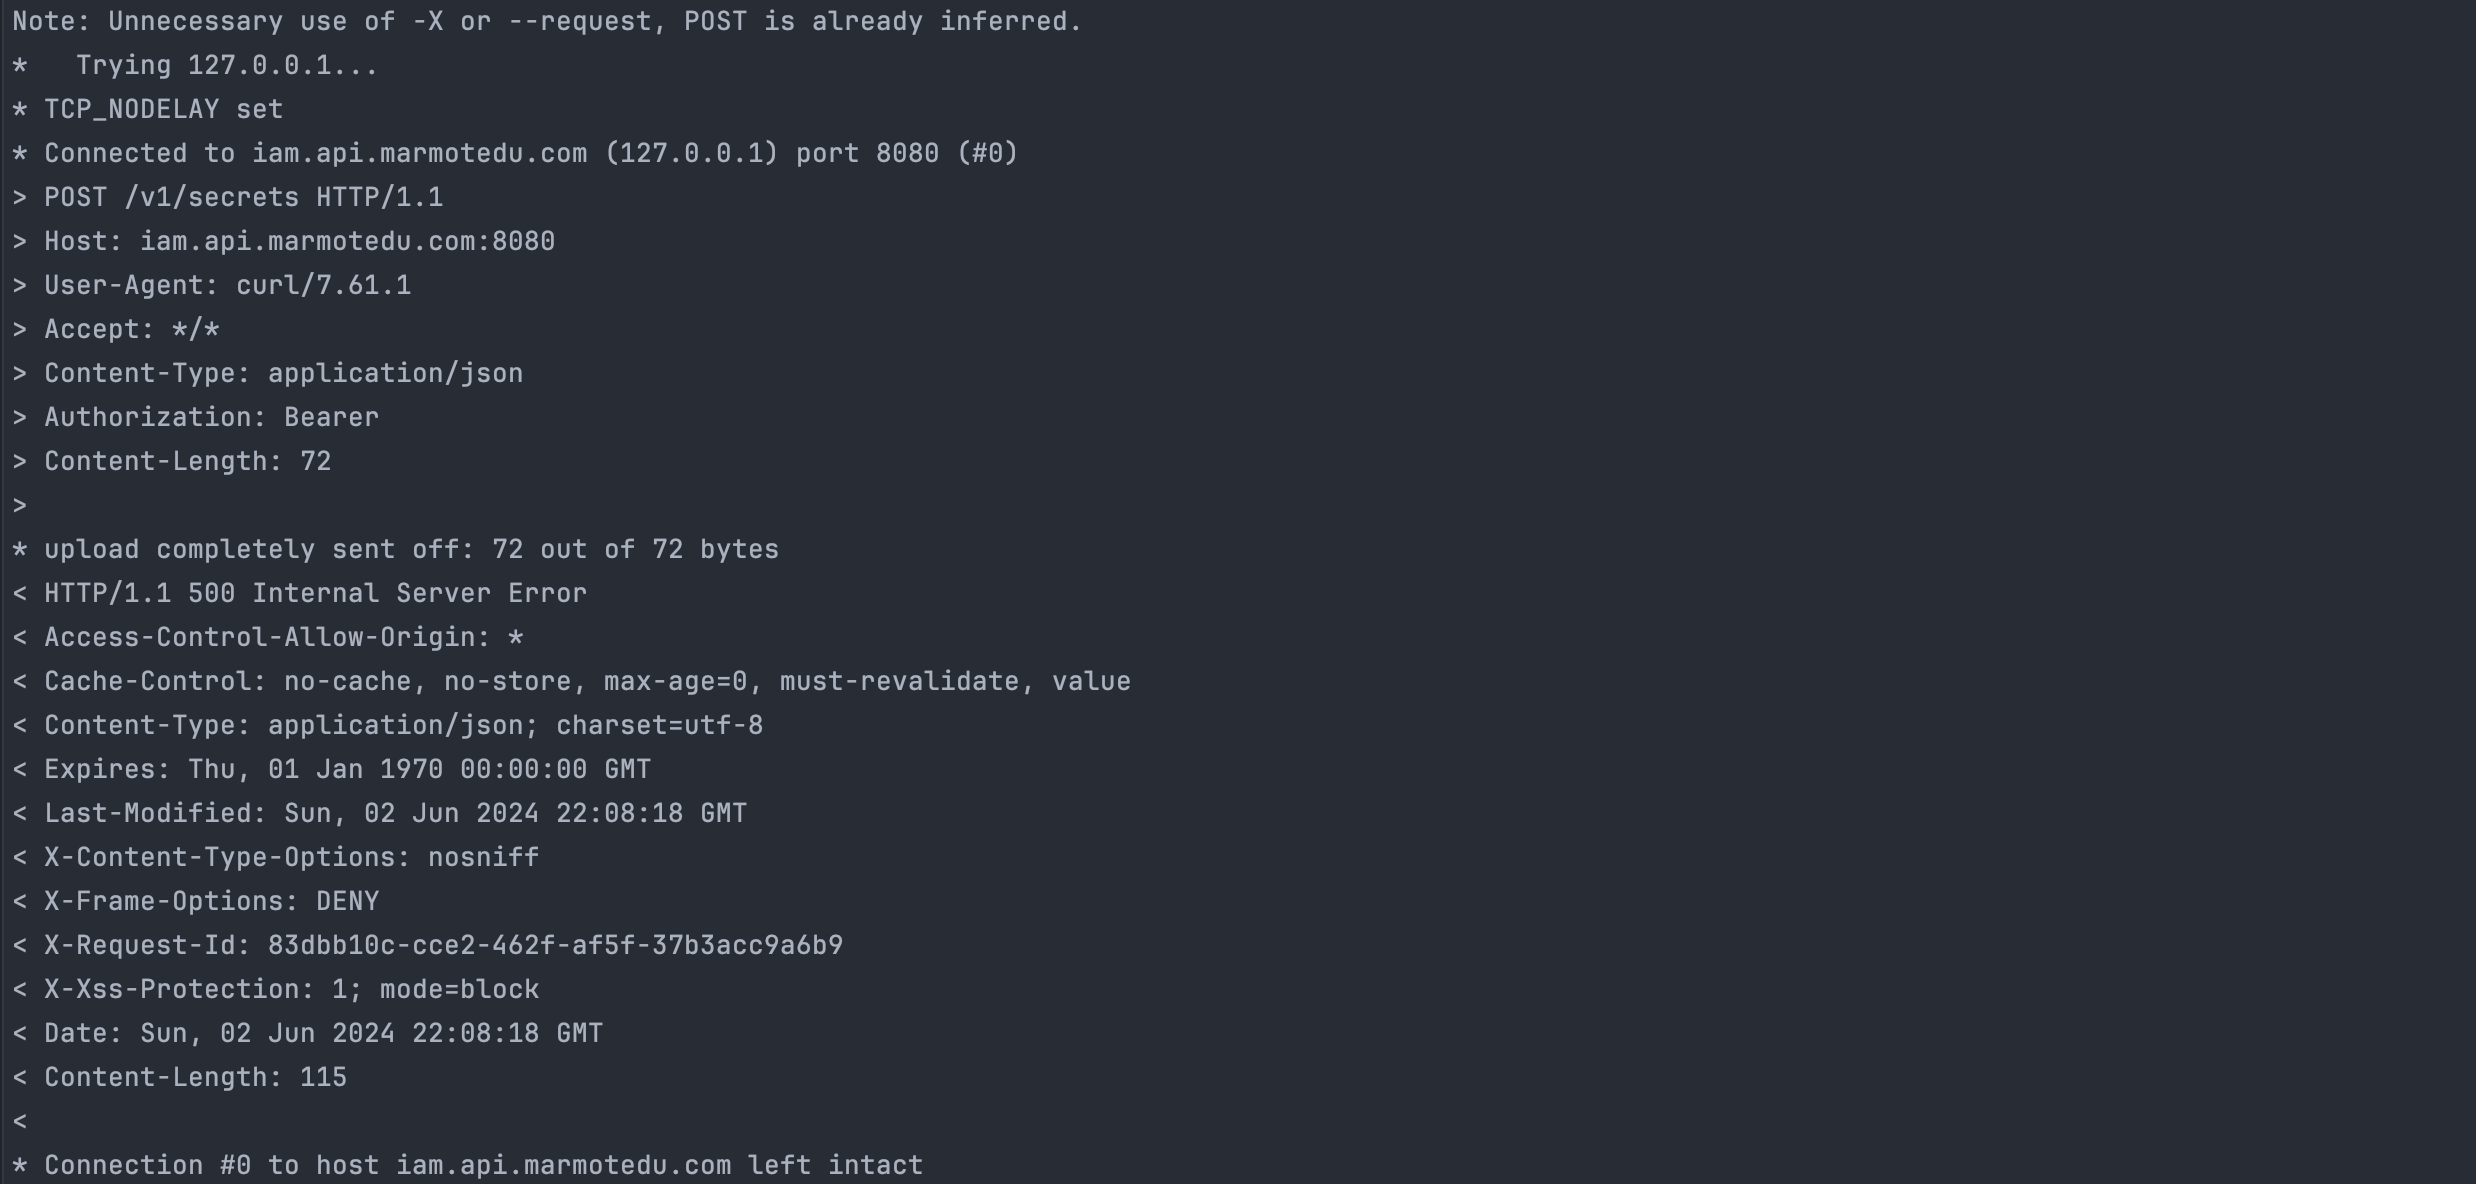 Note: Unnecessary use of -X or --request, POST is already inferred.
*   Trying 127.0.0.1...
* TCP_NODELAY set
* Connected to iam.api.marmotedu.com (127.0.0.1) port 8080 (#0)
> POST /v1/secrets HTTP/1.1
> Host: iam.api.marmotedu.com:8080
> User-Agent: curl/7.61.1
> Accept: */*
> Content-Type: application/json
> Authorization: Bearer
> Content-Length: 72
>
* upload completely sent off: 72 out of 72 bytes
< HTTP/1.1 500 Internal Server Error
< Access-Control-Allow-Origin: *
< Cache-Control: no-cache, no-store, max-age=0, must-revalidate, value
< Content-Type: application/json; charset=utf-8
< Expires: Thu, 01 Jan 1970 00:00:00 GMT
< Last-Modified: Sun, 02 Jun 2024 22:08:18 GMT
< X-Content-Type-Options: nosniff
< X-Frame-Options: DENY
< X-Request-Id: 83dbb10c-cce2-462f-af5f-37b3acc9a6b9
< X-Xss-Protection: 1; mode=block
< Date: Sun, 02 Jun 2024 22:08:18 GMT
< Content-Length: 115
<
* Connection #0 to host iam.api.marmotedu.com left intact